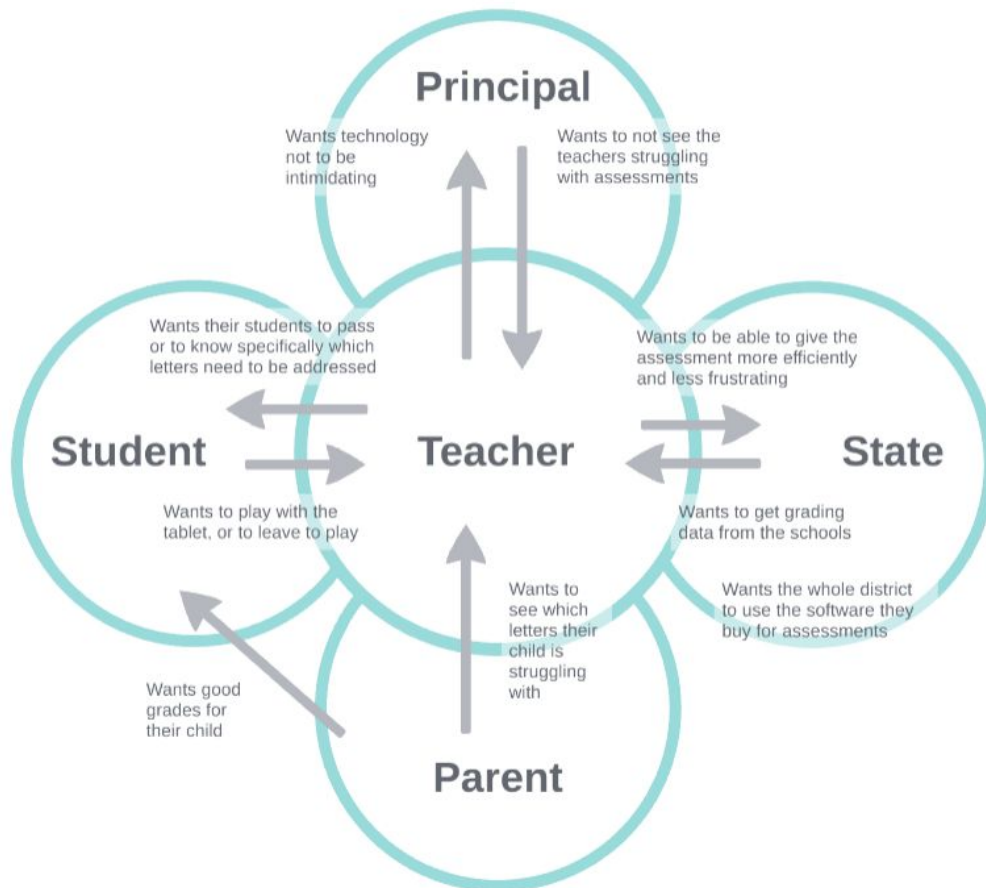 Principal
Wants technology
not to be
intimidating
Wants to not see the
teachers struggling
with assessments
Wants their students to pass
or to know specifically which
letters need to be addressed
Wants to be able to give the
assessment more efficiently
and less frustrating
Student
Teacher
State
Wants to play with the
tablet, or to leave to play
Wants to get grading
data from the schools
Wants to
see which
letters their
child is
struggling
with
Wants the whole district
to use the software they
buy for assessments
Wants good
grades for
their child
Parent